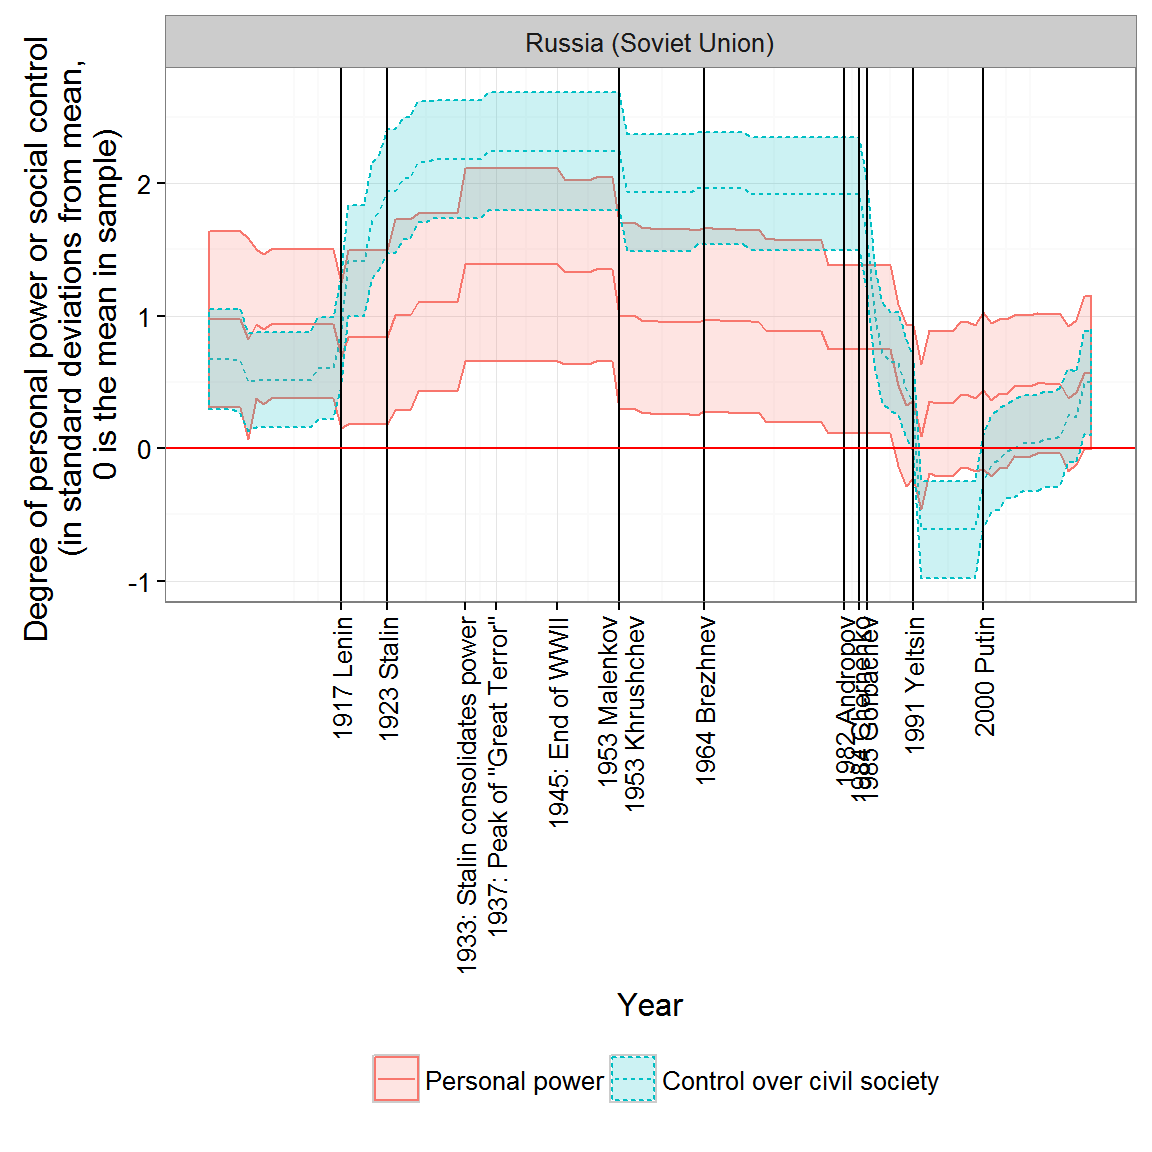 Russia (Soviet Union)
Degree of personal power or social control
(in standard deviations from mean,
0 is the mean in sample)
2
1
0
-1
1917 Lenin
1923 Stalin
1933: Stalin consolidates power
1937: Peak of "Great Terror"
1945: End of WWII
1953 Malenkov
1953 Khrushchev
1964 Brezhnev
1982 Andropov
1984 Chernenko
1985 Gorbachev
1991 Yeltsin
2000 Putin
Year
Personal power
Control over civil society